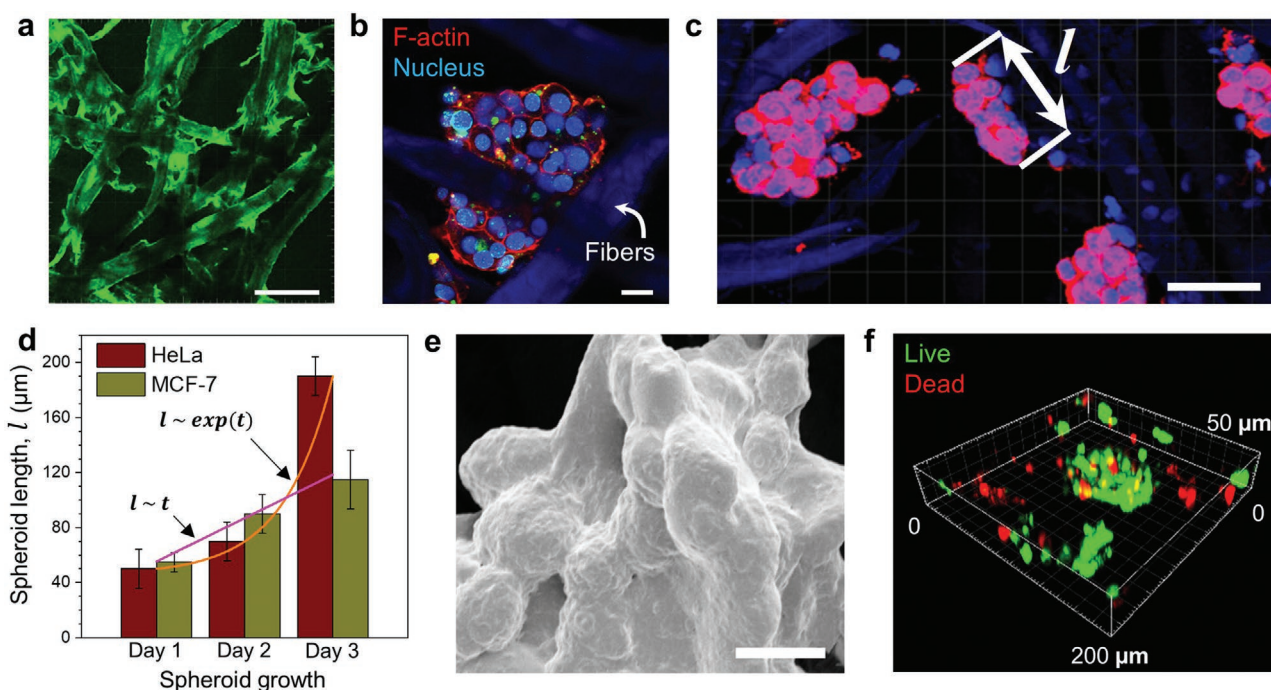 a
b
F-actin
Nucleus
Fibers
c
l
d
HeLa
MCF-7
l ~ exp(t)
l ~ t
Spheroid length, l (µm)
200
160
120
80
40
0
Day 1
Day 2
Day 3
Spheroid growth
e
f
Live
Dead
50 µm
0
0
200 µm